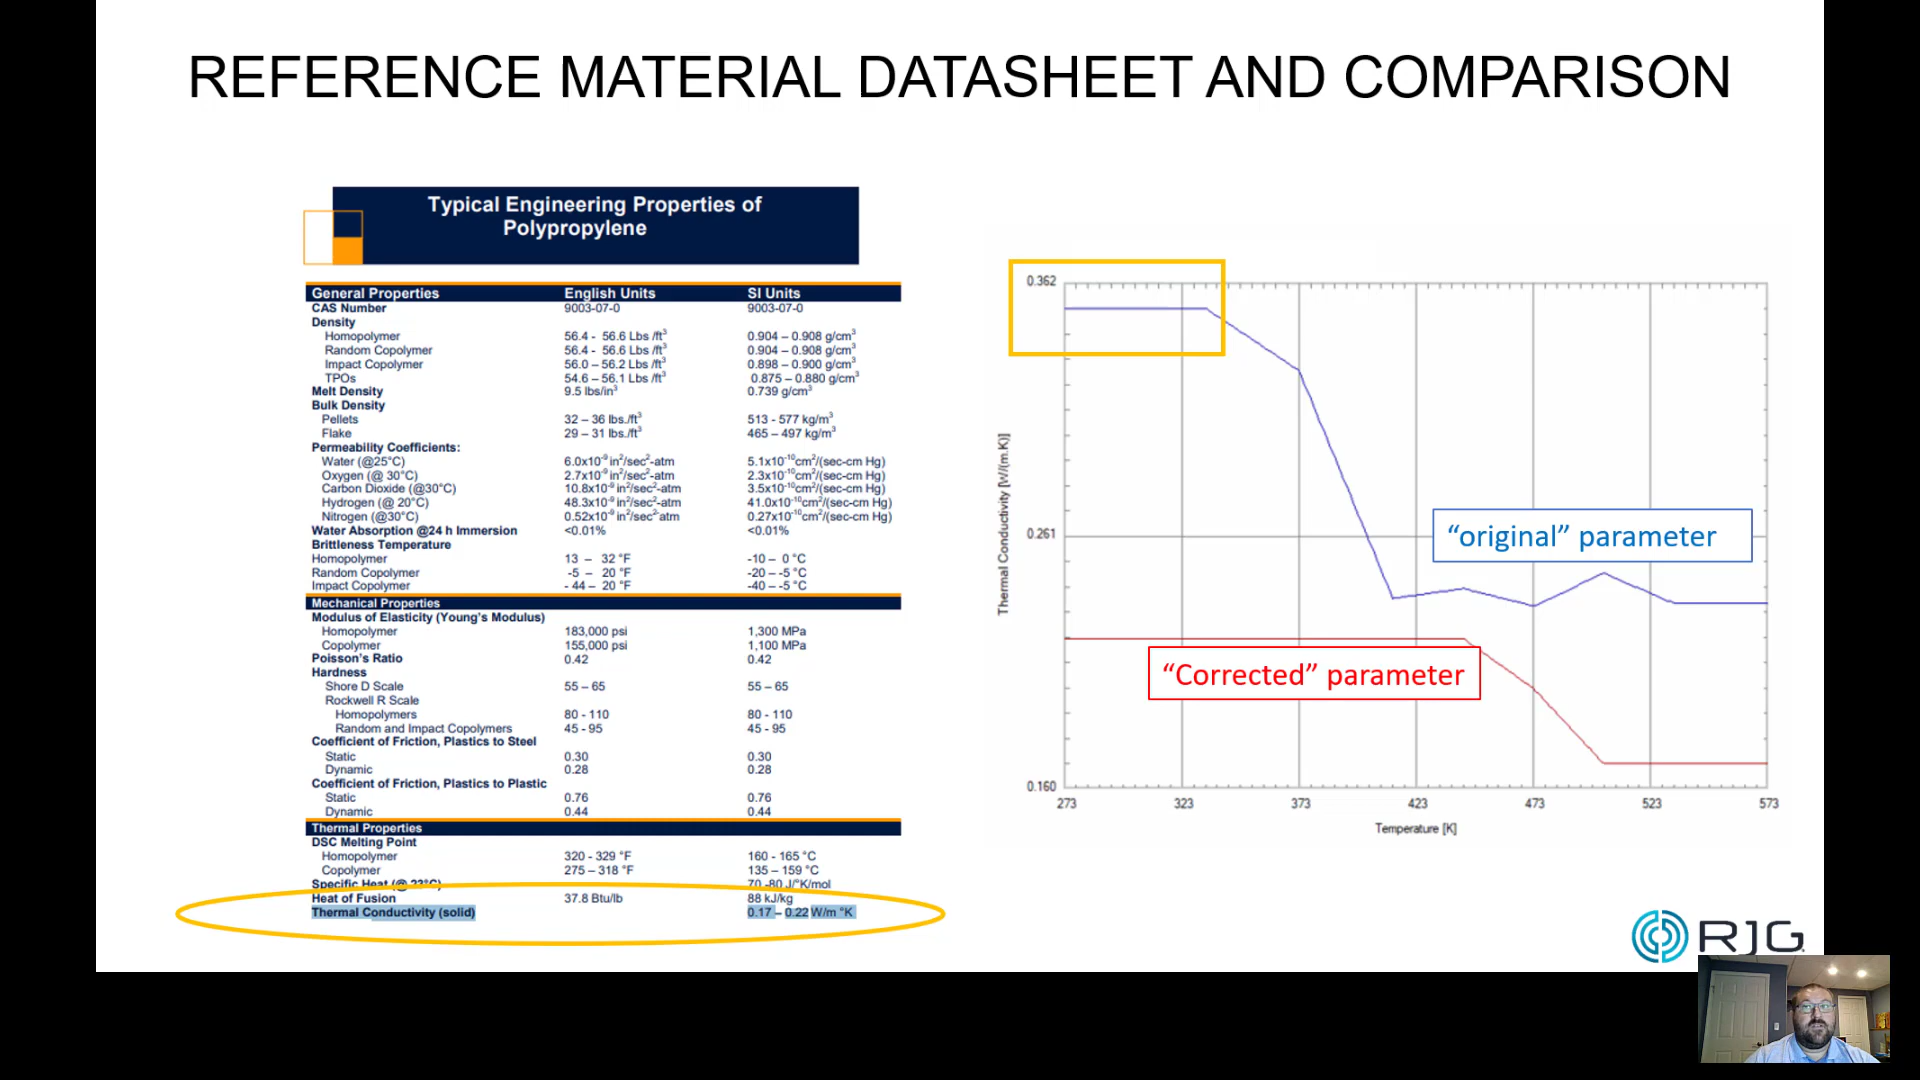 REFERENCE MATERIAL DATASHEET AND COMPARISON
Typical Engineering Properties of
Polypropylene
General Properties English Units SI Units
CAS Number 9003-07-0 9003-07-0
Density
Homopolymer 56.4 - 56.6 Lbs /ft³ 0.904 – 0.908 g/cm³
Random Copolymer 56.4 - 56.6 Lbs /ft³ 0.904 – 0.908 g/cm³
Impact Copolymer 56.0 – 56.2 Lbs /ft³ 0.898 – 0.900 g/cm³
TPOs 54.6 – 56.1 Lbs /ft³ 0.875 – 0.880 g/cm³
Melt Density 9.5 lbs/in³ 0.739 g/cm³
Bulk Density
Pellets 32 – 36 lbs./ft³ 513 - 577 kg/m³
Flake 29 – 31 lbs./ft³ 465 – 497 kg/m³
Permeability Coefficients:
Water (@25°C) 6.0x10⁻⁹ in²/sec²-atm 5.1x10⁻¹⁰cm²/(sec-cm Hg)
Oxygen (@ 30°C) 2.7x10⁻⁹ in²/sec²-atm 2.3x10⁻¹⁰cm²/(sec-cm Hg)
Carbon Dioxide (@30°C) 10.8x10⁻⁹ in²/sec²-atm 3.5x10⁻¹⁰cm²/(sec-cm Hg)
Hydrogen (@ 20°C) 48.3x10⁻⁹ in²/sec²-atm 41.0x10⁻¹⁰cm²/(sec-cm Hg)
Nitrogen (@30°C) 0.52x10⁻⁹ in²/sec²-atm 0.27x10⁻¹⁰cm²/(sec-cm Hg)
Water Absorption @24 h Immersion <0.01% <0.01%
Brittleness Temperature
Homopolymer 13 – 32 °F -10 – 0 °C
Random Copolymer -5 – 20 °F -20 – -5 °C
Impact Copolymer - 44 – 20 °F -40 – -5 °C
Mechanical Properties
Modulus of Elasticity (Young's Modulus)
Homopolymer 183,000 psi 1,300 MPa
Copolymer 155,000 psi 1,100 MPa
Poisson's Ratio 0.42 0.42
Hardness
Shore D Scale 55 – 65 55 – 65
Rockwell R Scale
Homopolymers 80 - 110 80 - 110
Random and Impact Copolymers 45 - 95 45 - 95
Coefficient of Friction, Plastics to Steel
Static 0.30 0.30
Dynamic 0.28 0.28
Coefficient of Friction, Plastics to Plastic
Static 0.76 0.76
Dynamic 0.44 0.44
Thermal Properties
DSC Melting Point
Homopolymer 320 - 329 °F 160 - 165 °C
Copolymer 275 – 318 °F 135 – 159 °C
Specific Heat (@ 23°C) 70 -80 J/°K/mol
Heat of Fusion 37.8 Btu/lb 88 kJ/kg
Thermal Conductivity (solid) 0.17 – 0.22 W/m °K
0.362
0.261
0.160
Thermal Conductivity [W/(m.K)]
"original" parameter
"Corrected" parameter
273 323 373 423 473 523 573
Temperature [K]
RJG